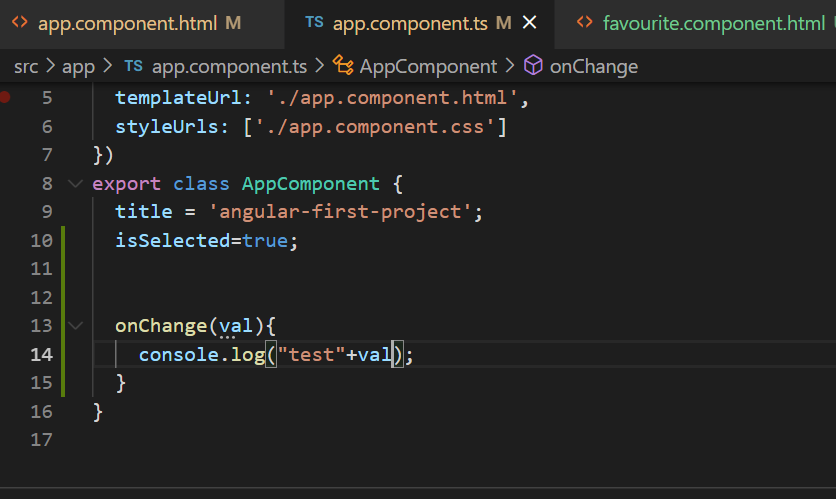 <> app.component.html M TS app.component.ts M × <> favourite.component.html
src > app > TS app.component.ts > AppComponent > onChange
5 templateUrl: './app.component.html',
6 styleUrls: ['./app.component.css']
7 })
8 export class AppComponent {
9 title = 'angular-first-project';
10 isSelected=true;
11
12
13 onChange(val){
14 console.log("test"+val);
15 }
16 }
17